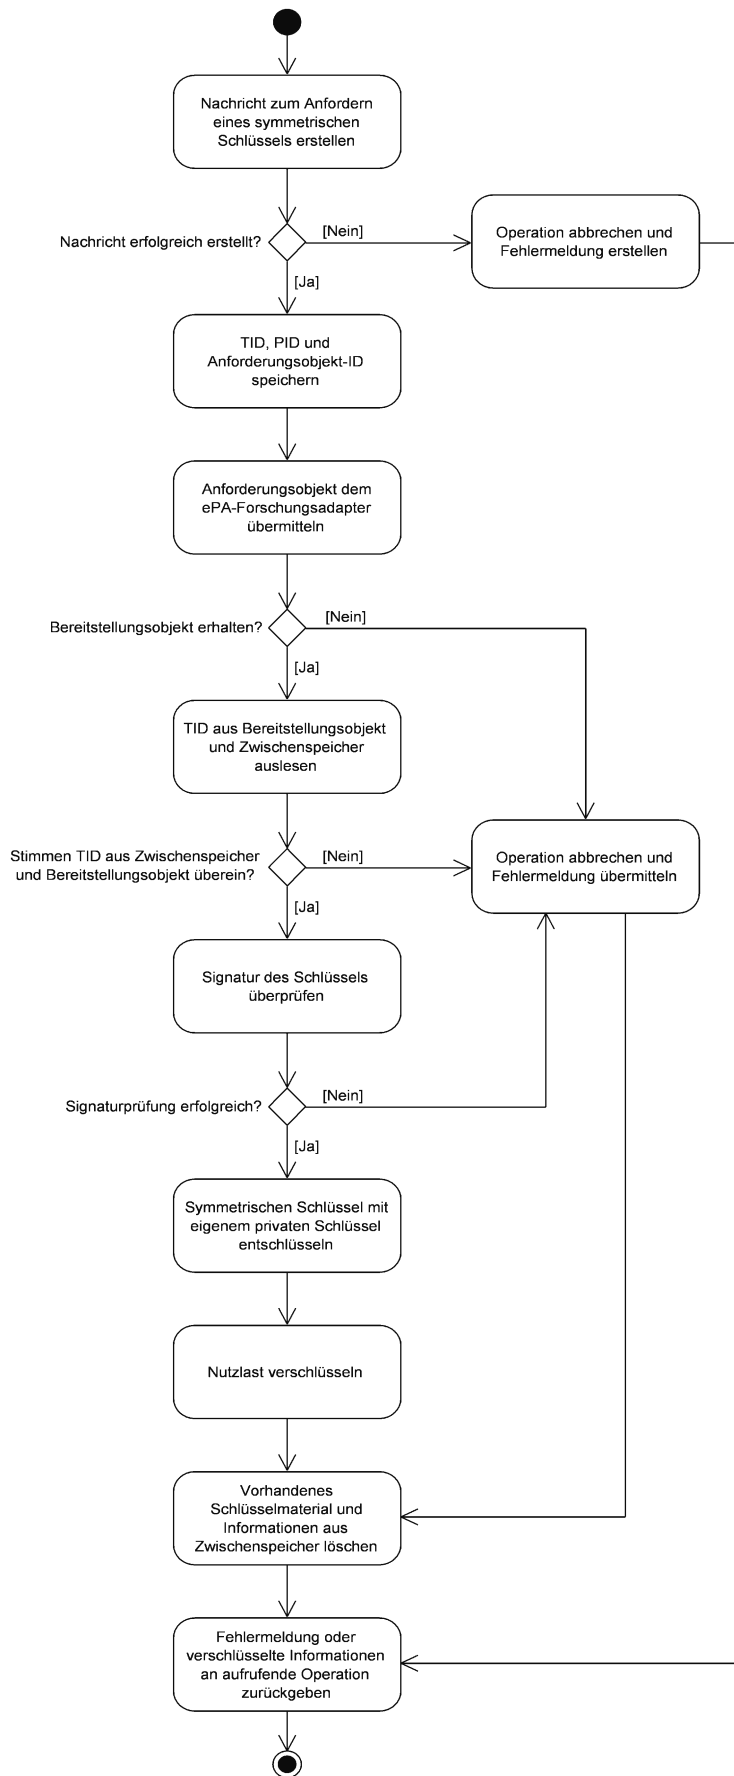 Nachricht zum Anfordern
eines symmetrischen
Schlüssels erstellen
Nachricht erfolgreich erstellt?
[Nein]
Operation abbrechen und
Fehlermeldung erstellen
[Ja]
TID, PID und
Anforderungsobjekt-ID
speichern
Anforderungsobjekt dem
ePA-Forschungsadapter
übermitteln
Bereitstellungsobjekt erhalten?
[Nein]
[Ja]
TID aus Bereitstellungsobjekt
und Zwischenspeicher
auslesen
Stimmen TID aus Zwischenspeicher
und Bereitstellungsobjekt überein?
[Nein]
Operation abbrechen und
Fehlermeldung übermitteln
[Ja]
Signatur des Schlüssels
überprüfen
Signaturprüfung erfolgreich?
[Nein]
[Ja]
Symmetrischen Schlüssel mit
eigenem privaten Schlüssel
entschlüsseln
Nutzlast verschlüsseln
Vorhandenes
Schlüsselmaterial und
Informationen aus
Zwischenspeicher löschen
Fehlermeldung oder
verschlüsselte Informationen
an aufrufende Operation
zurückgeben